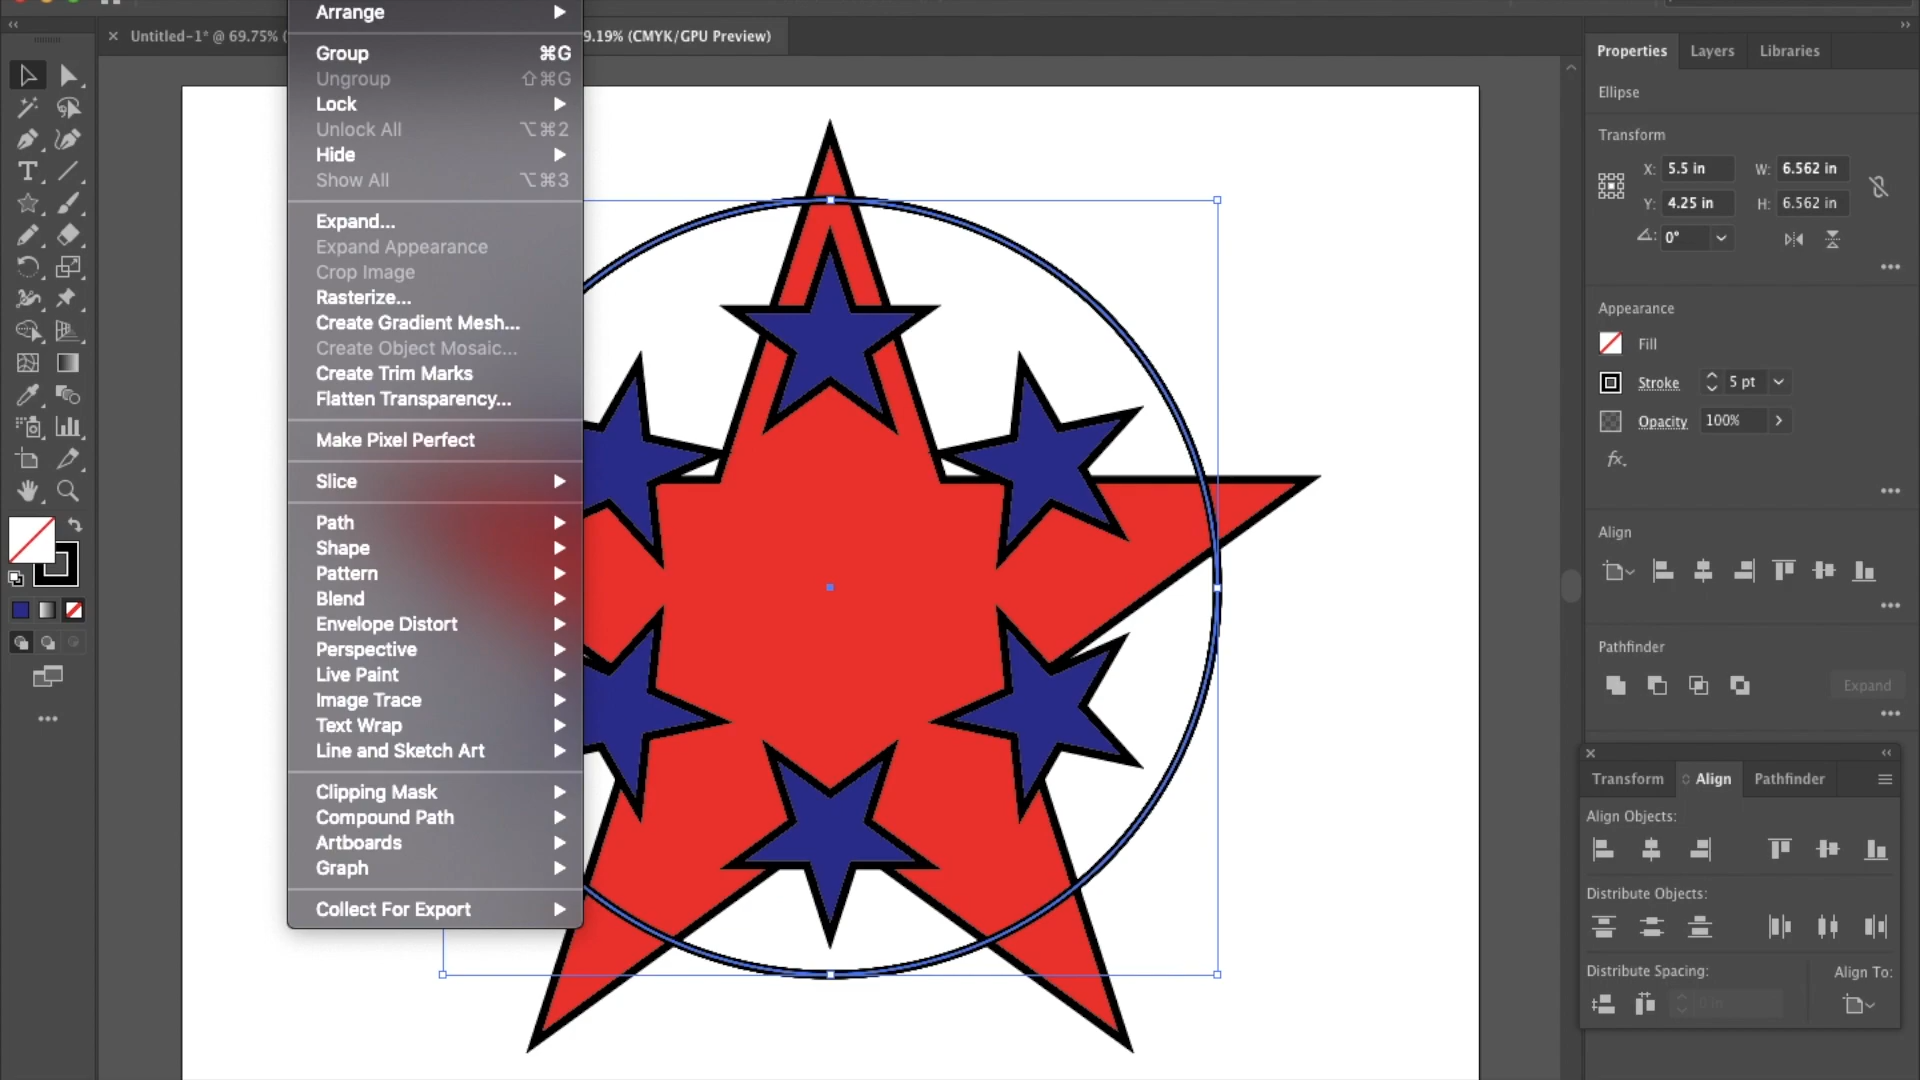 Arrange
Untitled-1* @ 69.75% (
9.19% (CMYK/GPU Preview)
Group ⌘G
Ungroup ⇧⌘G
Lock
Unlock All ⌥⌘2
Hide
Show All ⌥⌘3
Expand...
Expand Appearance
Crop Image
Rasterize...
Create Gradient Mesh...
Create Object Mosaic...
Create Trim Marks
Flatten Transparency...
Make Pixel Perfect
Slice
Path
Shape
Pattern
Blend
Envelope Distort
Perspective
Live Paint
Image Trace
Text Wrap
Line and Sketch Art
Clipping Mask
Compound Path
Artboards
Graph
Collect For Export
Properties Layers Libraries
Ellipse
Transform
X: 5.5 in W: 6.562 in
Y: 4.25 in H: 6.562 in
0°
Appearance
Fill
Stroke 5 pt
Opacity 100%
fx
Align
Pathfinder
Expand
Transform Align Pathfinder
Align Objects:
Distribute Objects:
Distribute Spacing: Align To:
0 in